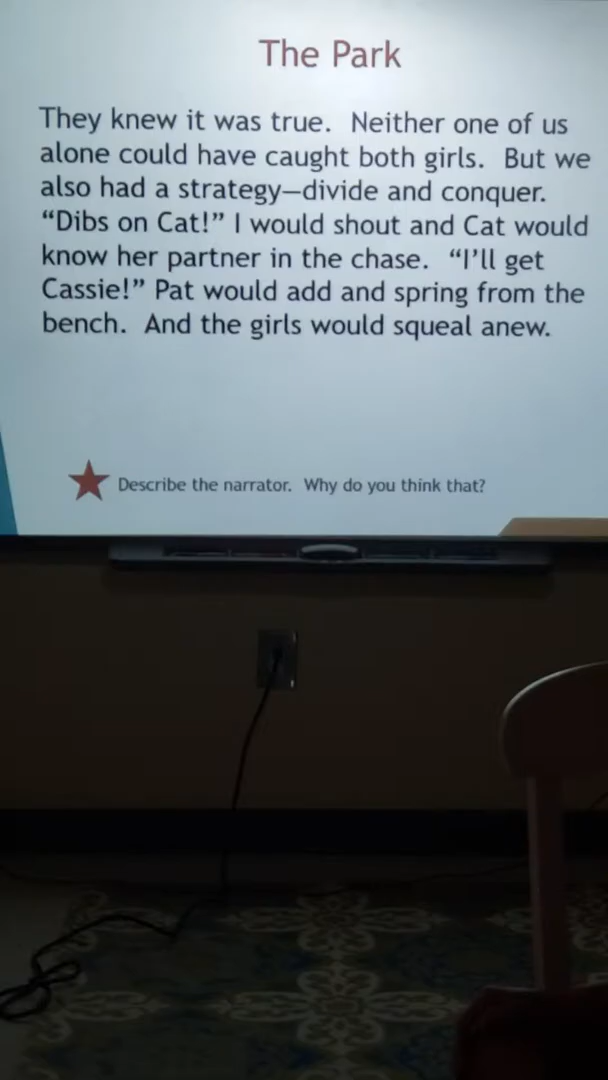 The Park
They knew it was true. Neither one of us
alone could have caught both girls. But we
also had a strategy—divide and conquer.
“Dibs on Cat!” I would shout and Cat would
know her partner in the chase. “I’ll get
Cassie!” Pat would add and spring from the
bench. And the girls would squeal anew.
Describe the narrator. Why do you think that?